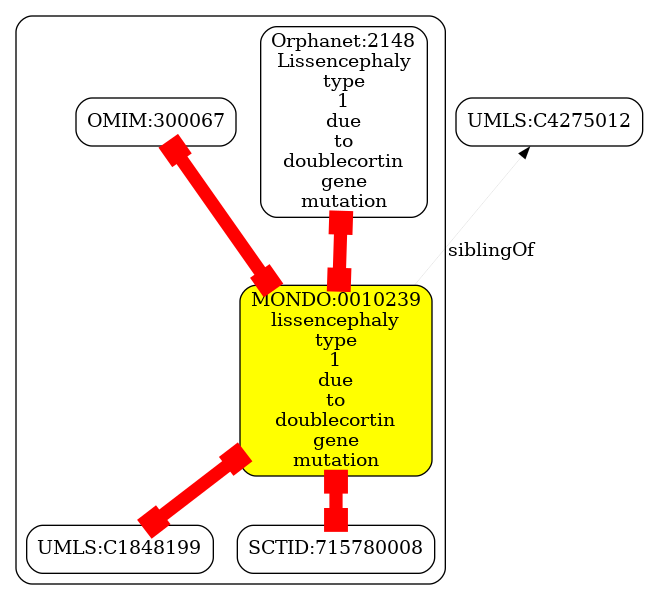 Orphanet:2148
Lissencephaly
type
1
due
to
doublecortin
gene
mutation
OMIM:300067
UMLS:C4275012
siblingOf
MONDO:0010239
lissencephaly
type
1
due
to
doublecortin
gene
mutation
UMLS:C1848199
SCTID:715780008